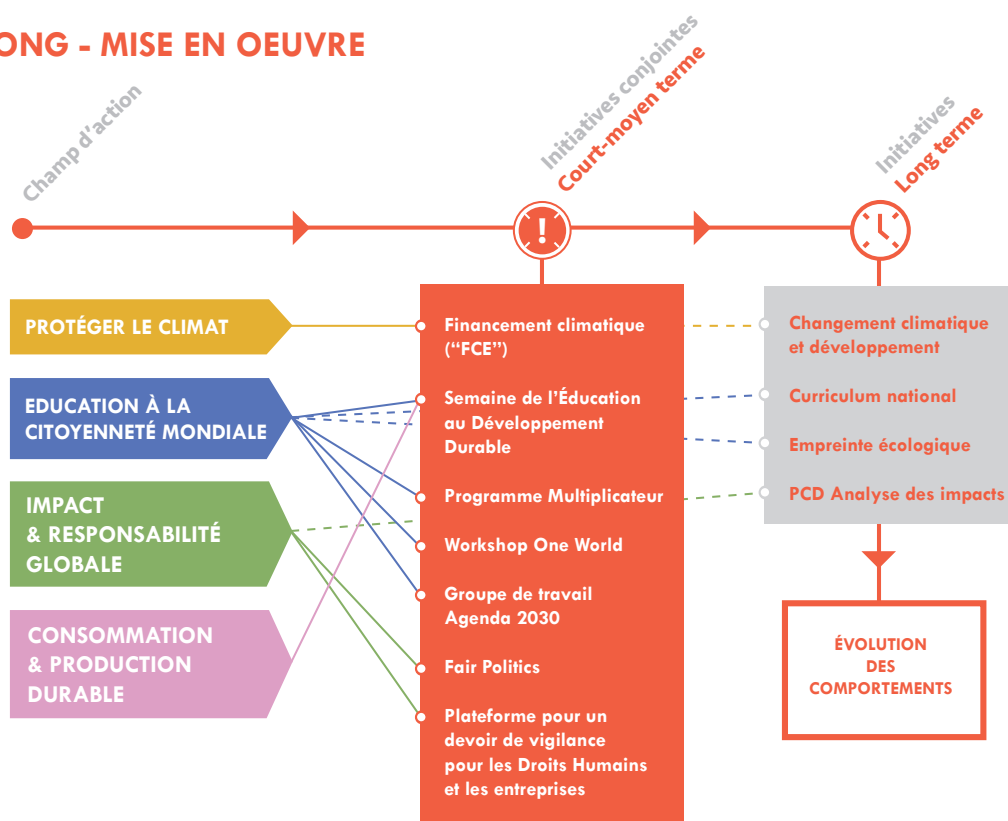 ONG - MISE EN OEUVRE
Champ d'action
Initiatives conjointes
Court-moyen terme
Initiatives
Long terme
!
PROTÉGER LE CLIMAT
EDUCATION À LA
CITOYENNETÉ MONDIALE
IMPACT
& RESPONSABILITÉ
GLOBALE
CONSOMMATION
& PRODUCTION
DURABLE
Financement climatique
(“FCE”)
Semaine de l’Éducation
au Développement
Durable
Programme Multiplicateur
Workshop One World
Groupe de travail
Agenda 2030
Fair Politics
Plateforme pour un
devoir de vigilance
pour les Droits Humains
et les entreprises
Changement climatique
et développement
Curriculum national
Empreinte écologique
PCD Analyse des impacts
ÉVOLUTION
DES
COMPORTEMENTS